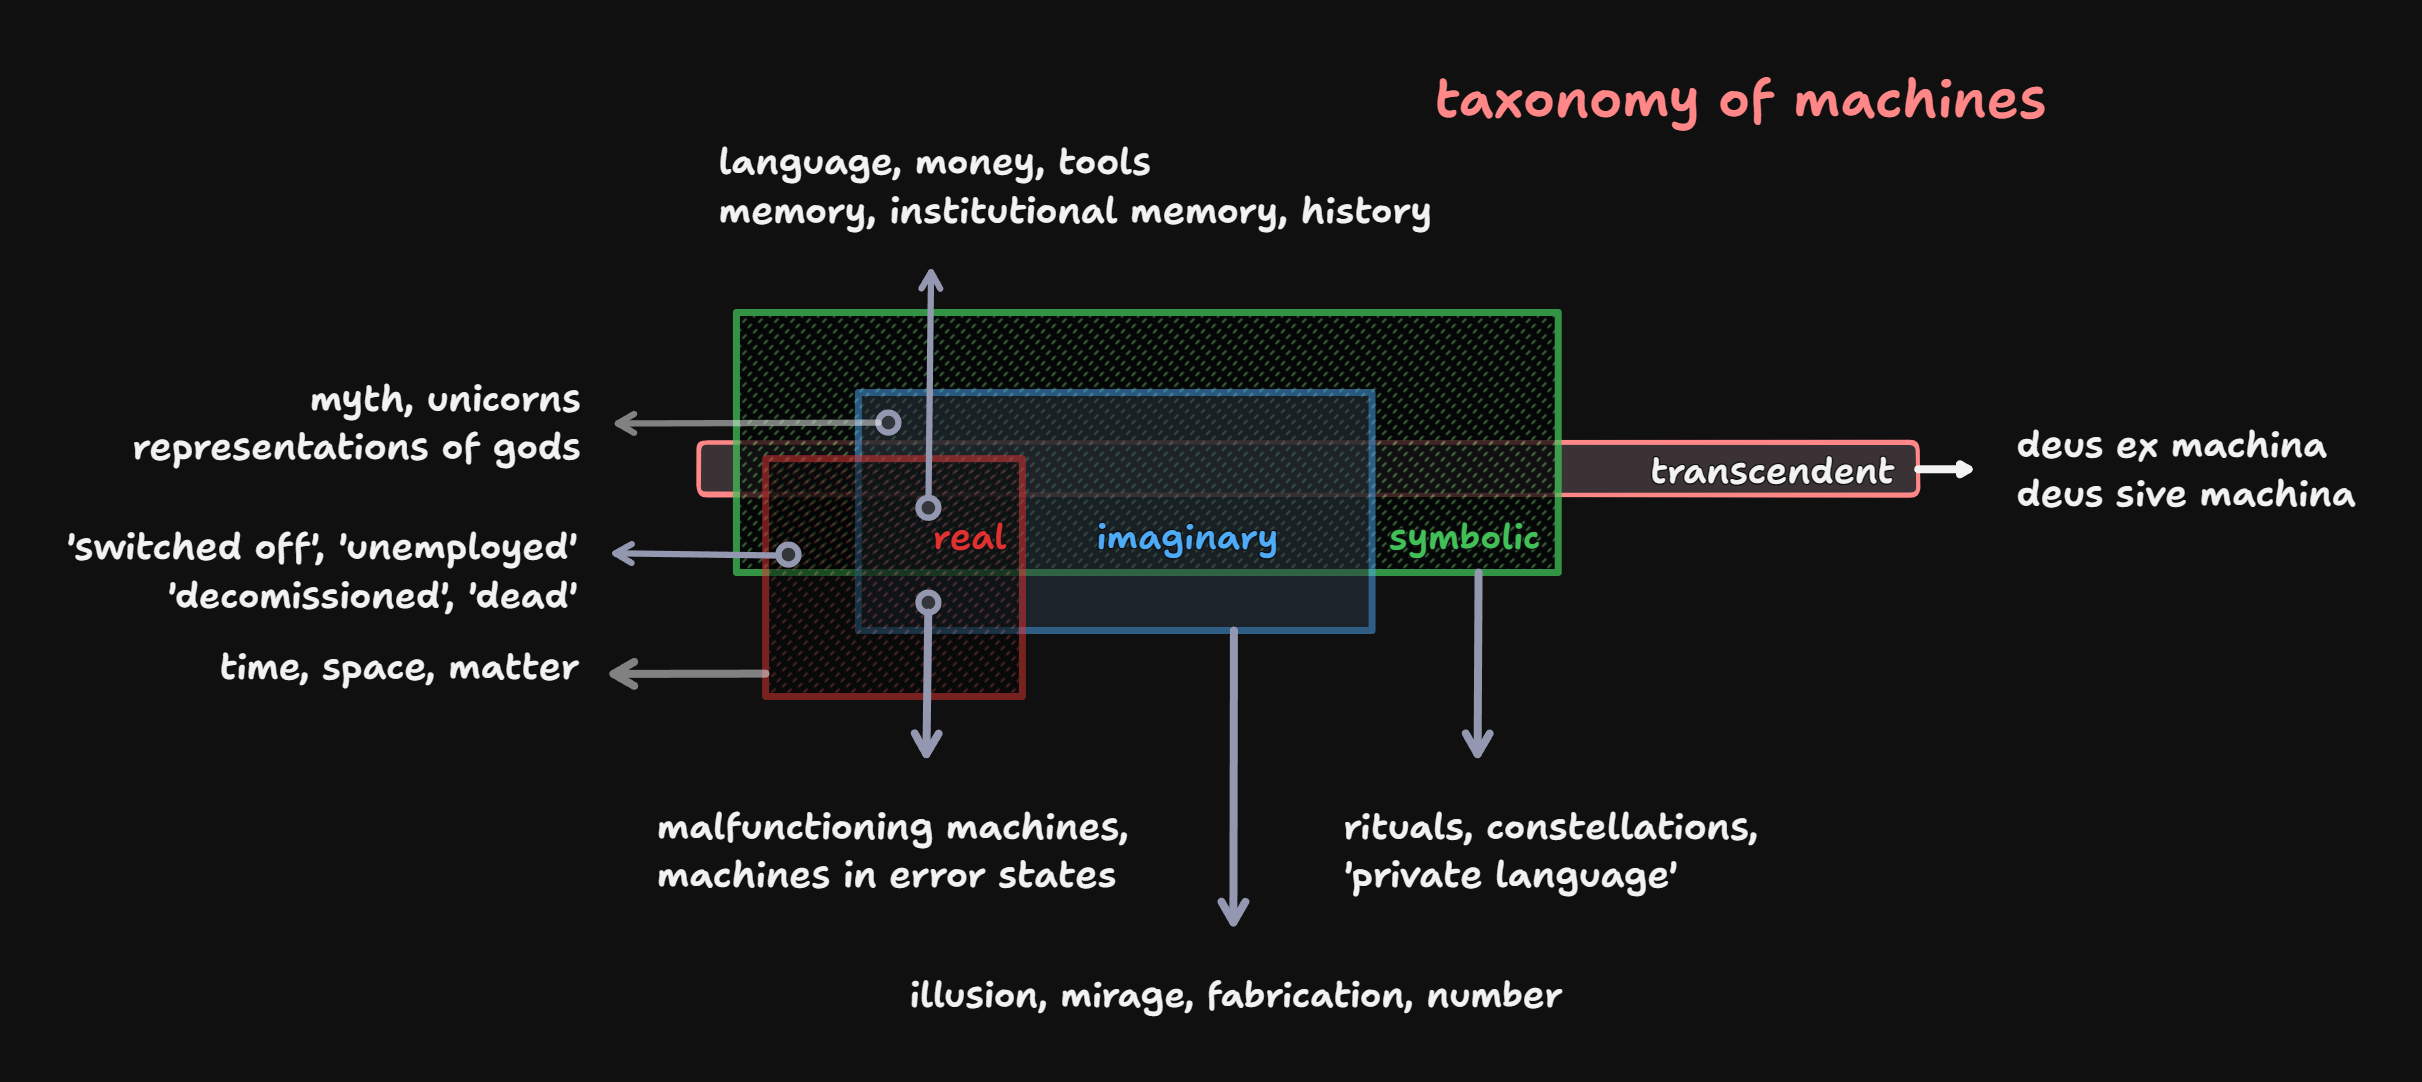 taxonomy of machines
language, money, tools
memory, institutional memory, history
myth, unicorns
representations of gods
transcendent
deus ex machina
deus sive machina
'switched off', 'unemployed'
'decomissioned', 'dead'
real
imaginary
symbolic
time, space, matter
malfunctioning machines,
machines in error states
rituals, constellations,
'private language'
illusion, mirage, fabrication, number